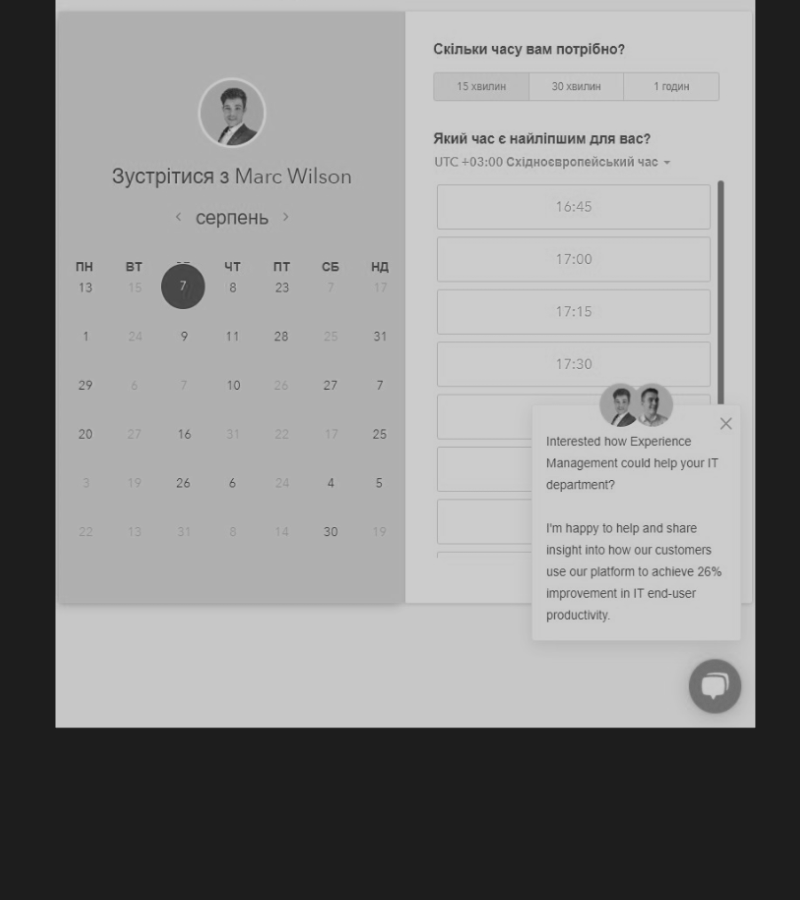 Зустрітися з Marc Wilson
серпень
ПН ВТ ЧТ ПТ СБ НД
13 15 7 8 23 7 17
1 24 9 11 28 25 31
29 6 7 10 26 27 7
20 27 16 31 22 17 25
3 19 26 6 24 4 5
22 13 31 8 14 30 19
Скільки часу вам потрібно?
15 хвилин 30 хвилин 1 годин
Який час є найліпшим для вас?
UTC +03:00 Східноєвропейський час
16:45
17:00
17:15
17:30
Interested how Experience
Management could help your IT
department?
I'm happy to help and share
insight into how our customers
use our platform to achieve 26%
improvement in IT end-user
productivity.